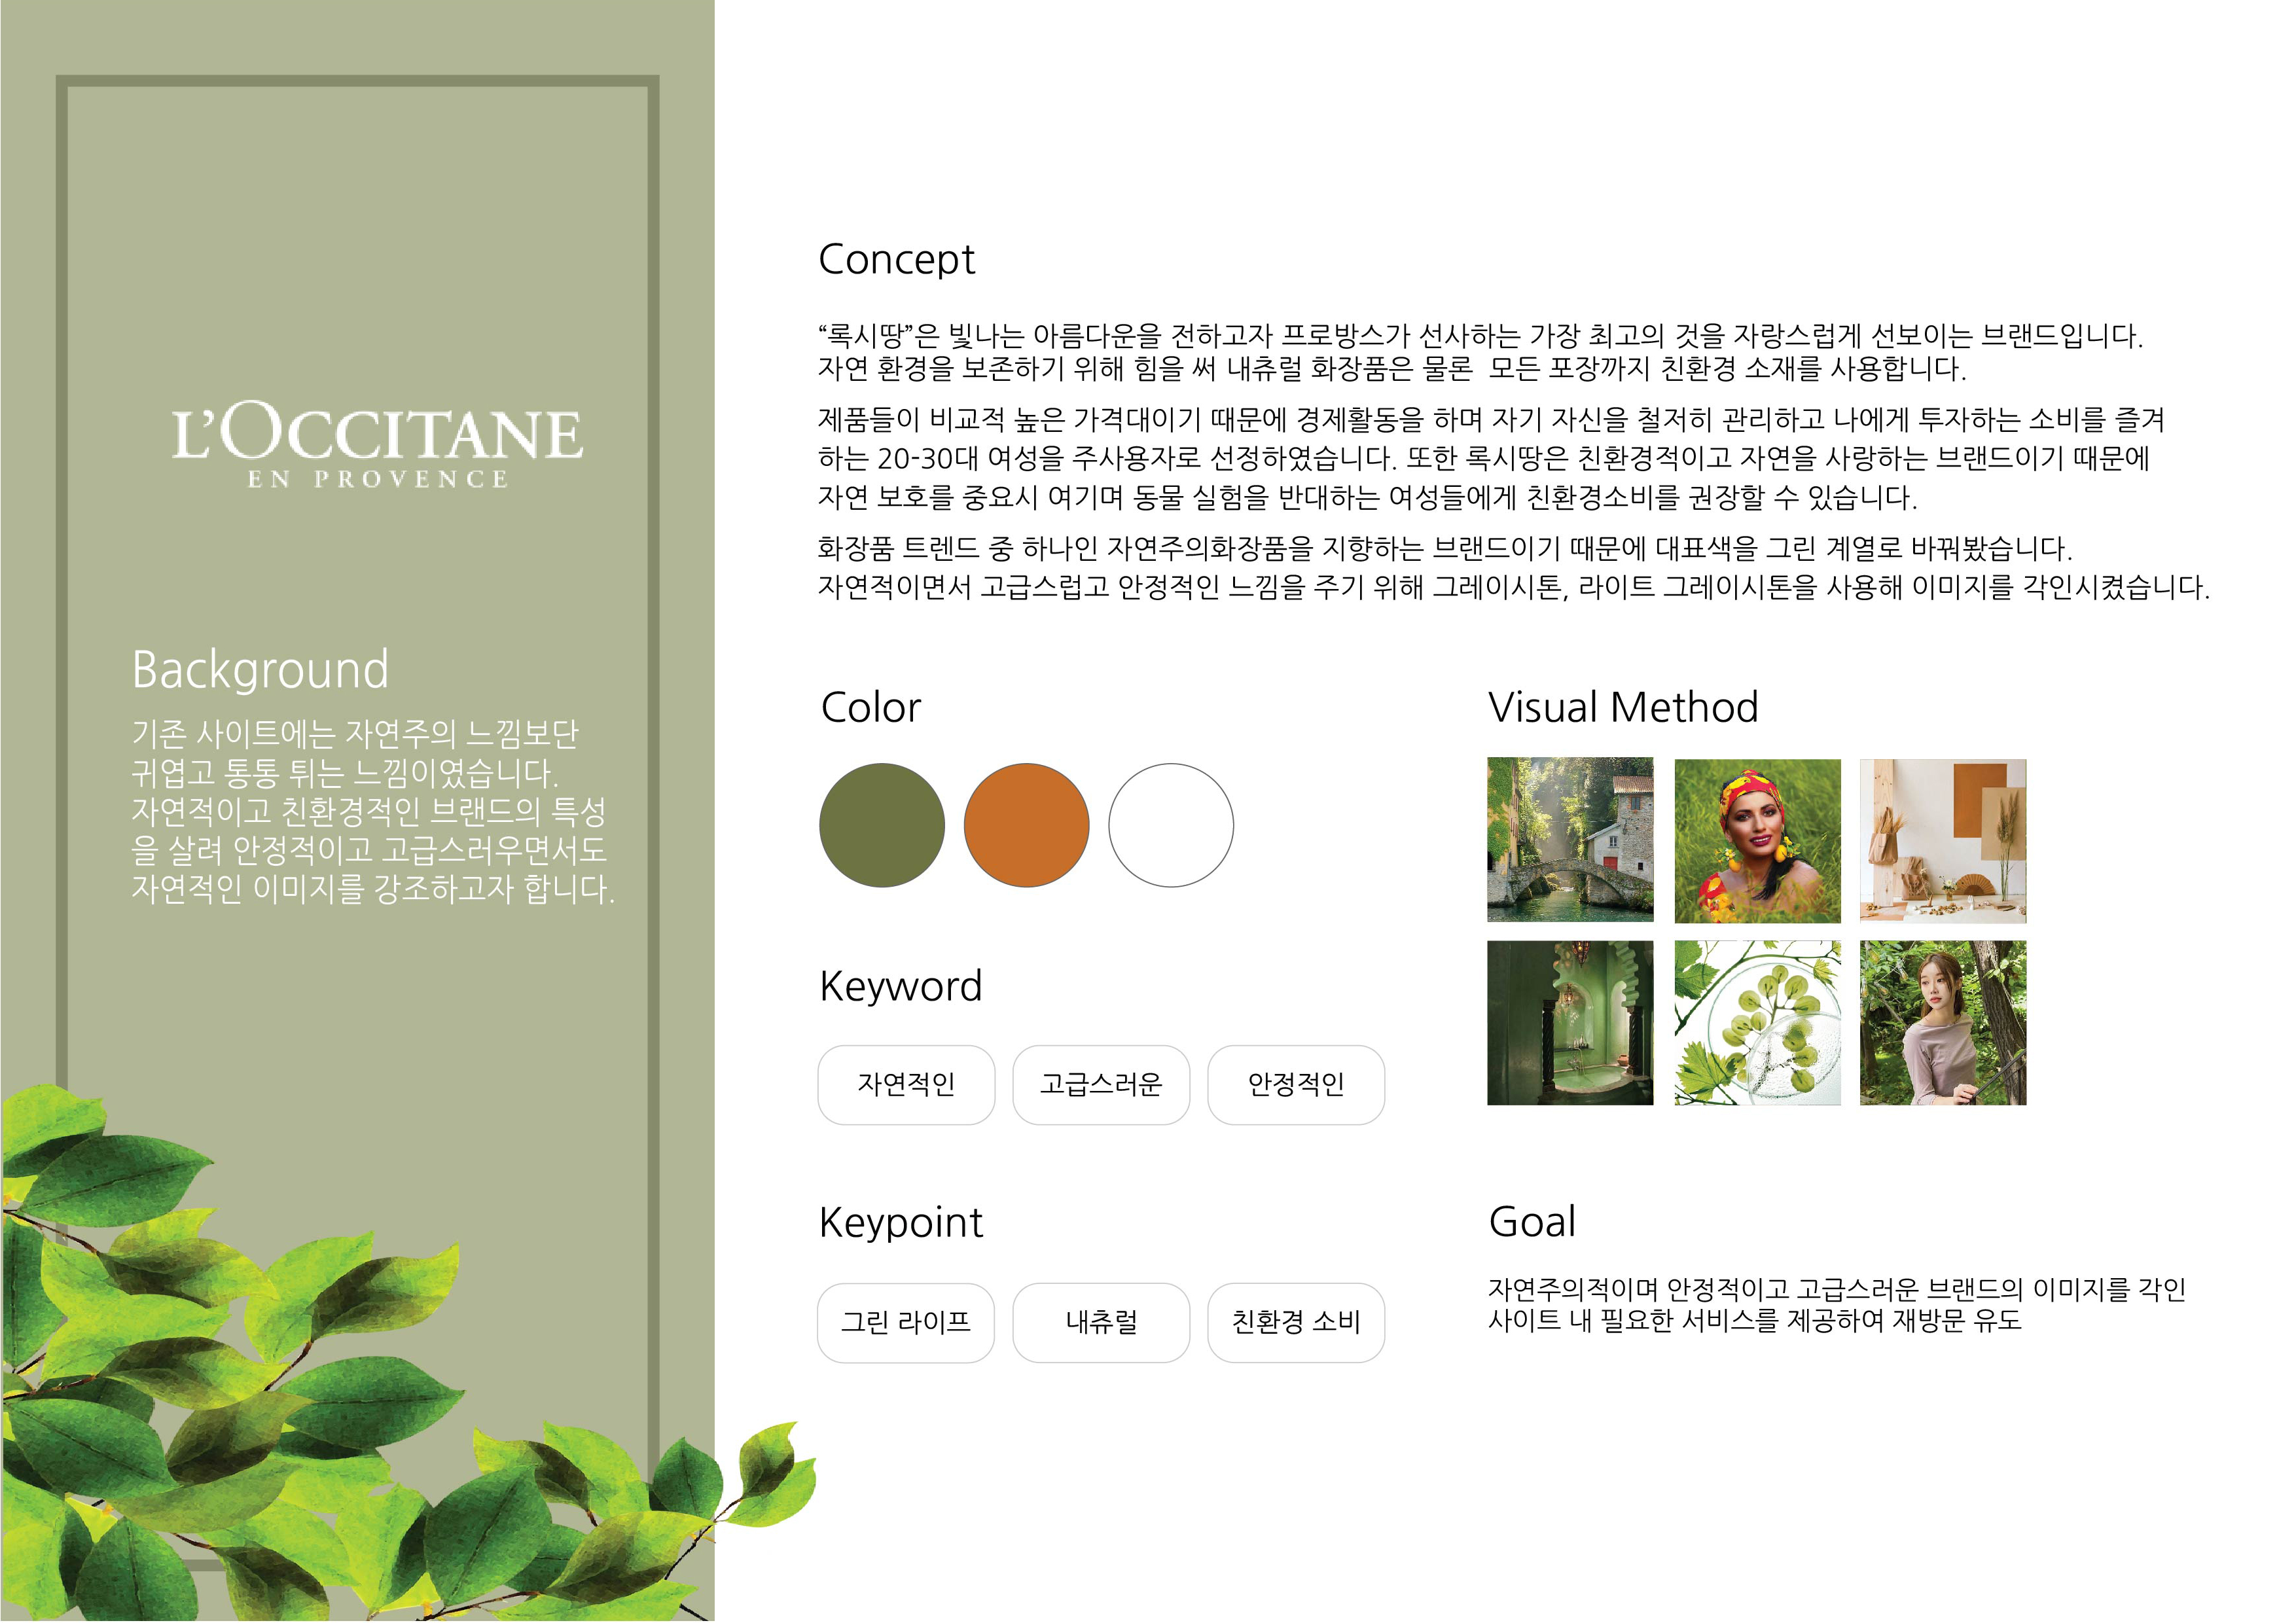 L'OCCITANE
EN PROVENCE
Background
기존 사이트에는 자연주의 느낌보단
귀엽고 통통 튀는 느낌이였습니다.
자연적이고 친환경적인 브랜드의 특성
을 살려 안정적이고 고급스러우면서도
자연적인 이미지를 강조하고자 합니다.
Concept
“록시땅”은 빛나는 아름다운을 전하고자 프로방스가 선사하는 가장 최고의 것을 자랑스럽게 선보이는 브랜드입니다.
자연 환경을 보존하기 위해 힘을 써 내츄럴 화장품은 물론 모든 포장까지 친환경 소재를 사용합니다.
제품들이 비교적 높은 가격대이기 때문에 경제활동을 하며 자기 자신을 철저히 관리하고 나에게 투자하는 소비를 즐겨
하는 20-30대 여성을 주사용자로 선정하였습니다. 또한 록시땅은 친환경적이고 자연을 사랑하는 브랜드이기 때문에
자연 보호를 중요시 여기며 동물 실험을 반대하는 여성들에게 친환경소비를 권장할 수 있습니다.
화장품 트렌드 중 하나인 자연주의화장품을 지향하는 브랜드이기 때문에 대표색을 그린 계열로 바꿔봤습니다.
자연적이면서 고급스럽고 안정적인 느낌을 주기 위해 그레이시톤, 라이트 그레이시톤을 사용해 이미지를 각인시켰습니다.
Color
Visual Method
Keyword
자연적인
고급스러운
안정적인
Keypoint
그린 라이프
내츄럴
친환경 소비
Goal
자연주의적이며 안정적이고 고급스러운 브랜드의 이미지를 각인
사이트 내 필요한 서비스를 제공하여 재방문 유도